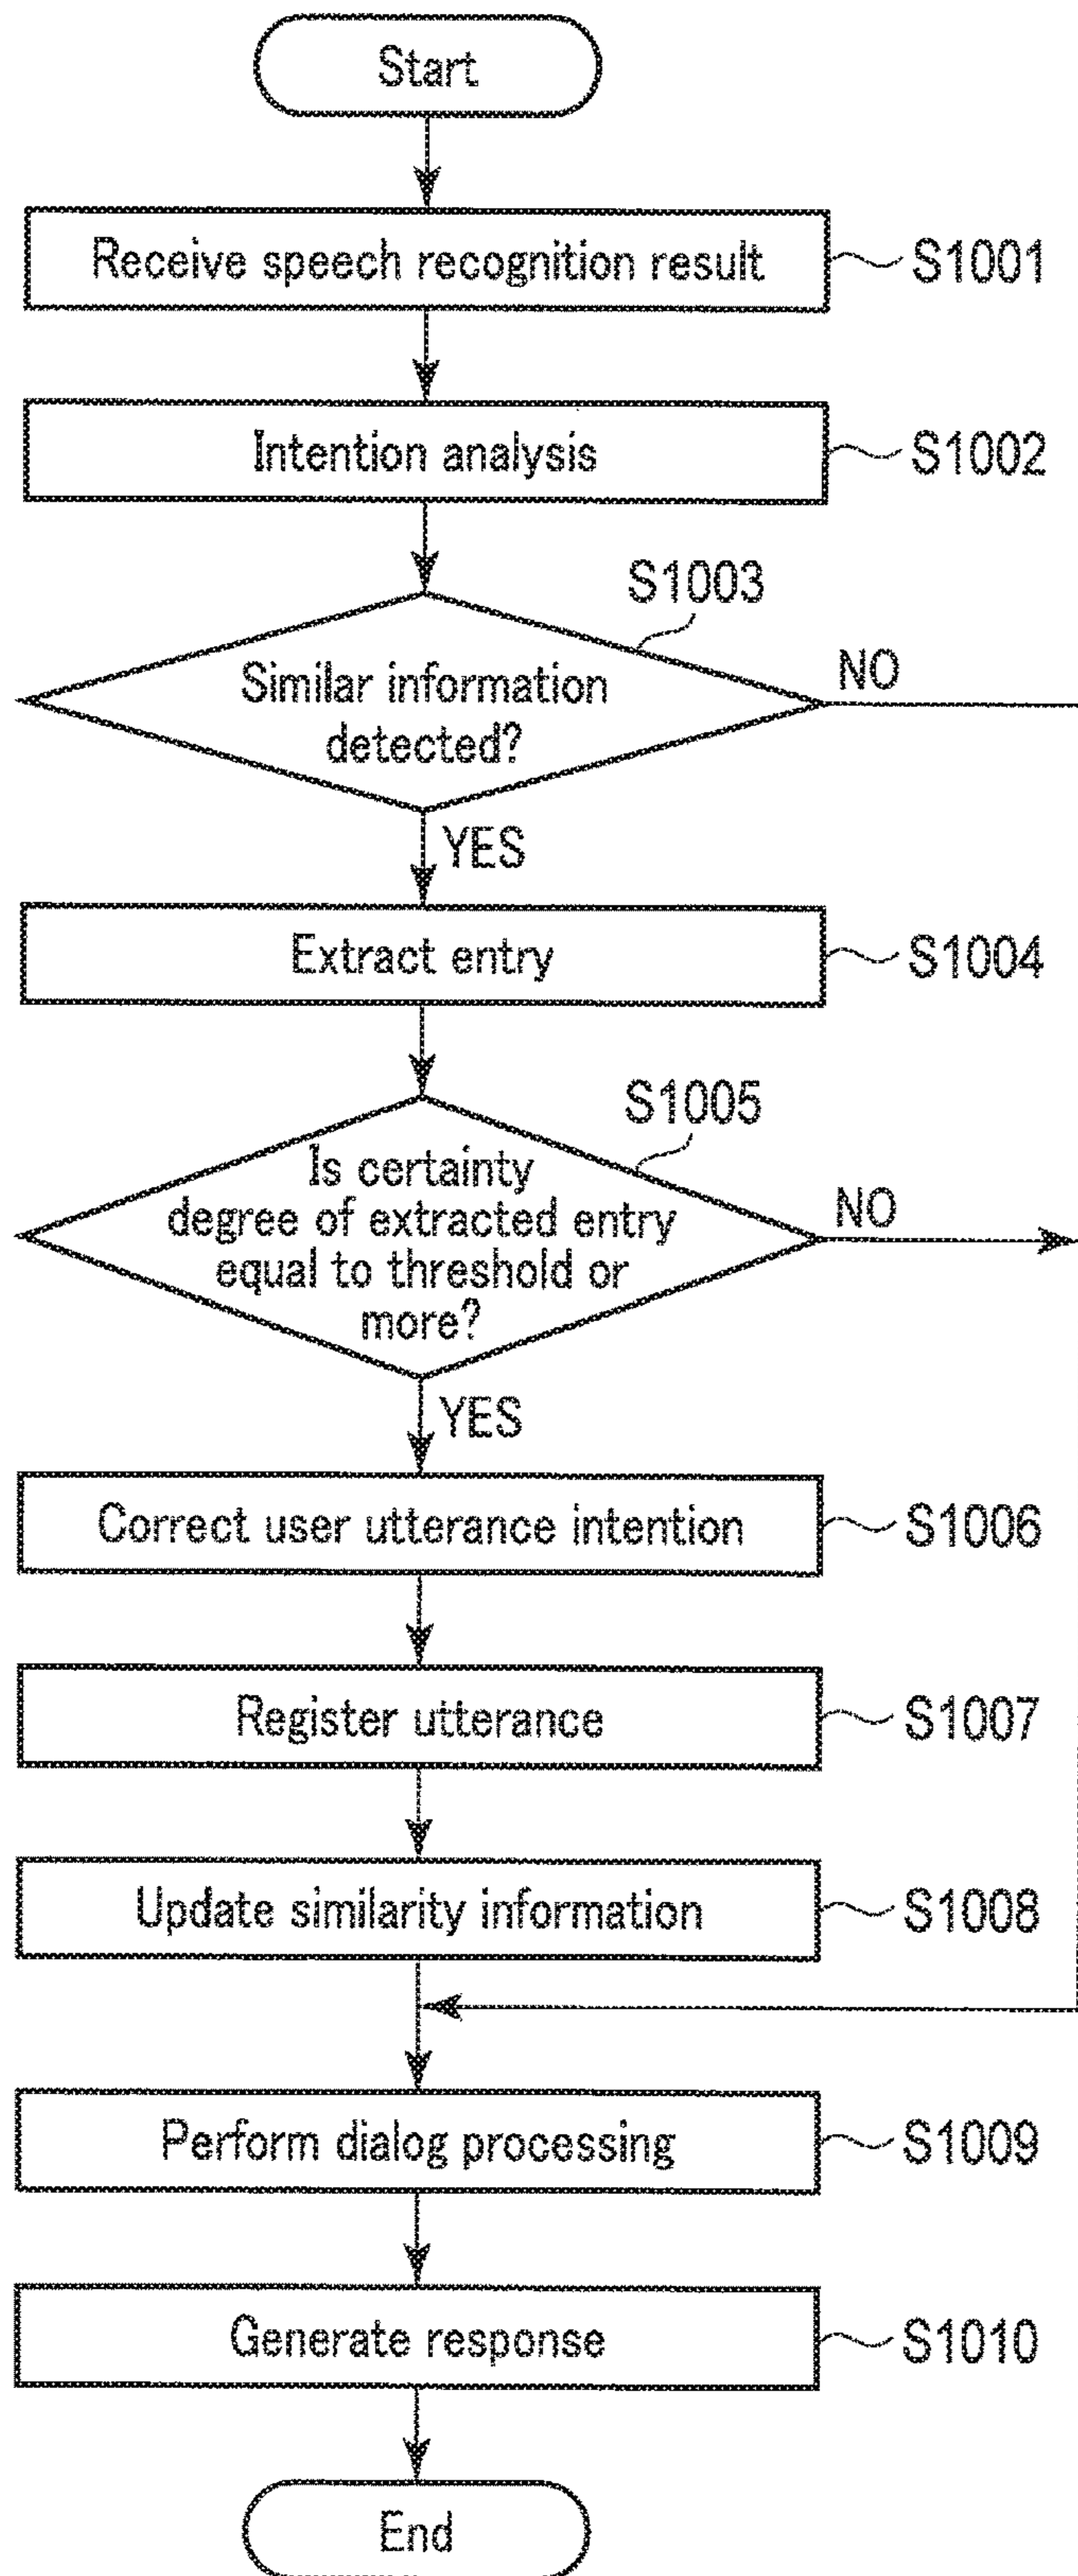 Start
Receive speech recognition result
S1001
Intention analysis
S1002
S1003
Similar information
detected?
NO
YES
Extract entry
S1004
S1005
Is certainty
degree of extracted entry
equal to threshold or
more?
NO
YES
Correct user utterance intention
S1006
Register utterance
S1007
Update similarity information
S1008
Perform dialog processing
S1009
Generate response
S1010
End